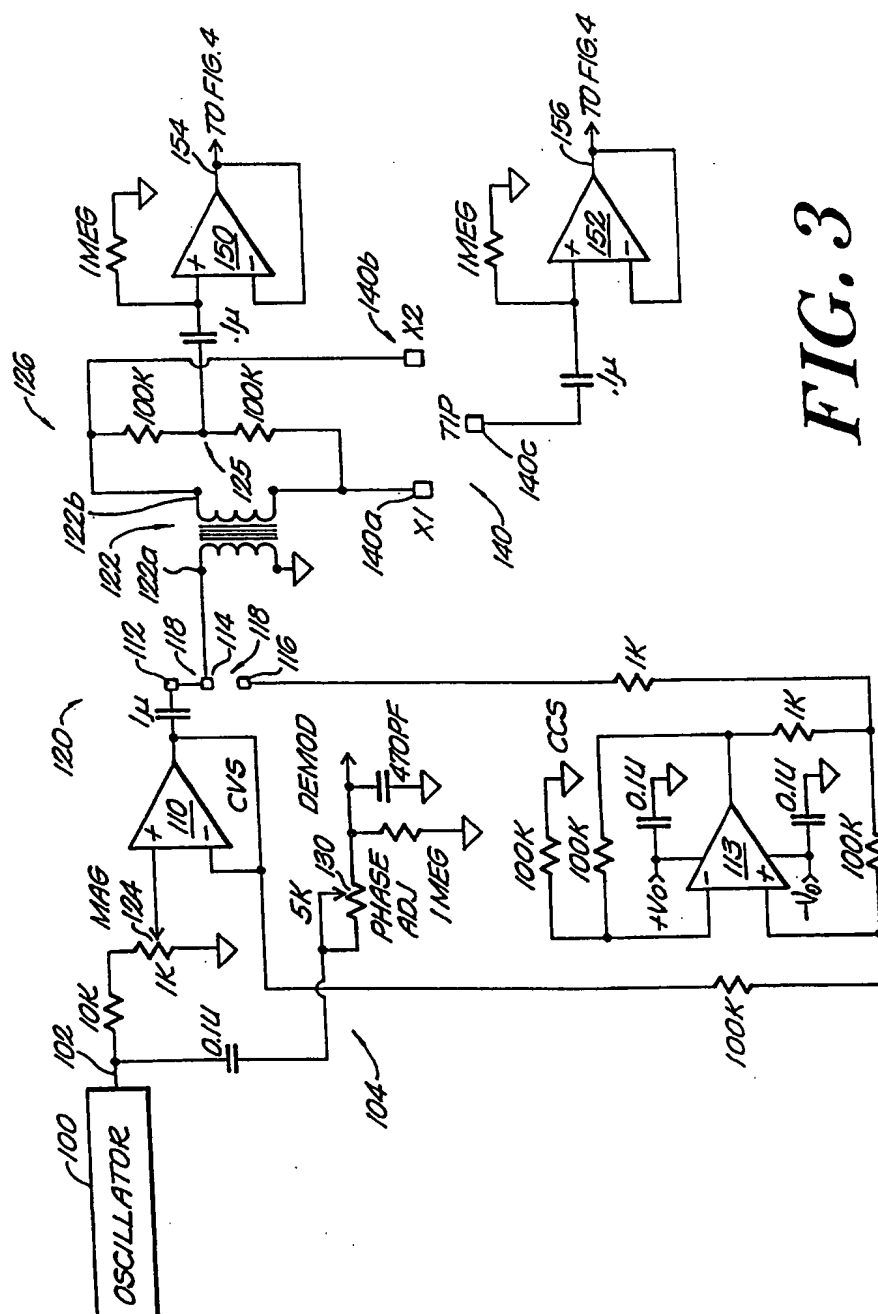 100
OSCILLATOR
102
10K
MAG
124
1K
0.1U
104
+
110
-
CVS
120
1µ
112
118
114
118
116
122
122a
122b
125
126
100K
100K
.1µ
1MEG
+
150
-
154
TO FIG.4
140a
X1
X2
140b
140
TIP
140c
.1µ
1MEG
+
152
-
156
TO FIG.4
5K
130
PHASE
ADJ
DEMOD
470PF
1MEG
1K
100K
CCS
100K
+V0
0.1U
-
113
+
-V0
0.1U
1K
100K
100K
FIG. 3